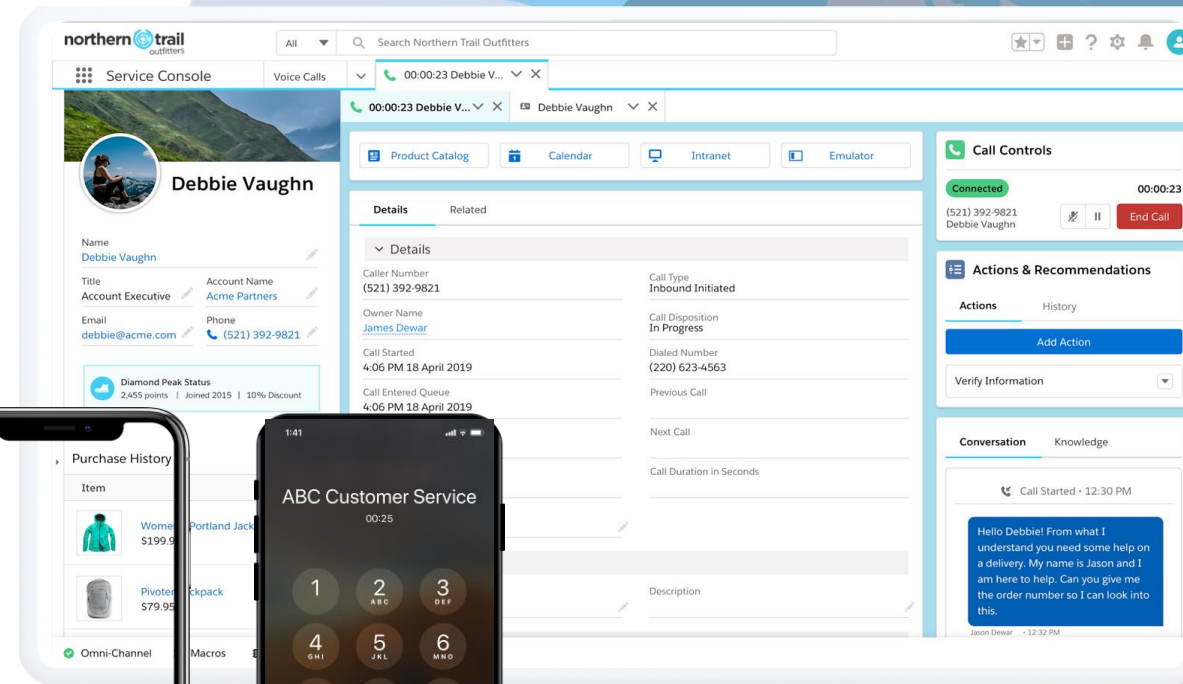 northern trail
outfitters
All
Search Northern Trail Outfitters
Service Console
Voice Calls
00:00:23 Debbie V...
00:00:23 Debbie V...
Debbie Vaughn
Debbie Vaughn
Name
Debbie Vaughn
Title
Account Executive
Account Name
Acme Partners
Email
debbie@acme.com
Phone
(521) 392-9821
Diamond Peak Status
2,455 points | Joined 2015 | 10% Discount
Purchase History
Item
Portland Jack
$199.9
Pivoter
ckpack
$79.95
Omni-Channel
Macros
Product Catalog
Calendar
Intranet
Emulator
Details
Related
Details
Caller Number
(521) 392-9821
Owner Name
James Dewar
Call Started
4:06 PM 18 April 2019
Call Entered Queue
4:06 PM 18 April 2019
Call Type
Inbound Initiated
Call Disposition
In Progress
Dialed Number
(220) 623-4563
Previous Call
Next Call
Call Duration in Seconds
Description
Call Controls
Connected
00:00:23
(521) 392-9821
Debbie Vaughn
End Call
Actions & Recommendations
Actions
History
Add Action
Verify Information
Conversation
Knowledge
Call Started • 12:30 PM
Hello Debbie! From what I
understand you need some help on
a delivery. My name is Jason and I
am here to help. Can you give me
the order number so I can look into
this.
Jason Dewar • 12:32 PM
1:41
ABC Customer Service
00:25
1
2
ABC
3
DEF
4
GHI
5
JKL
6
MNO